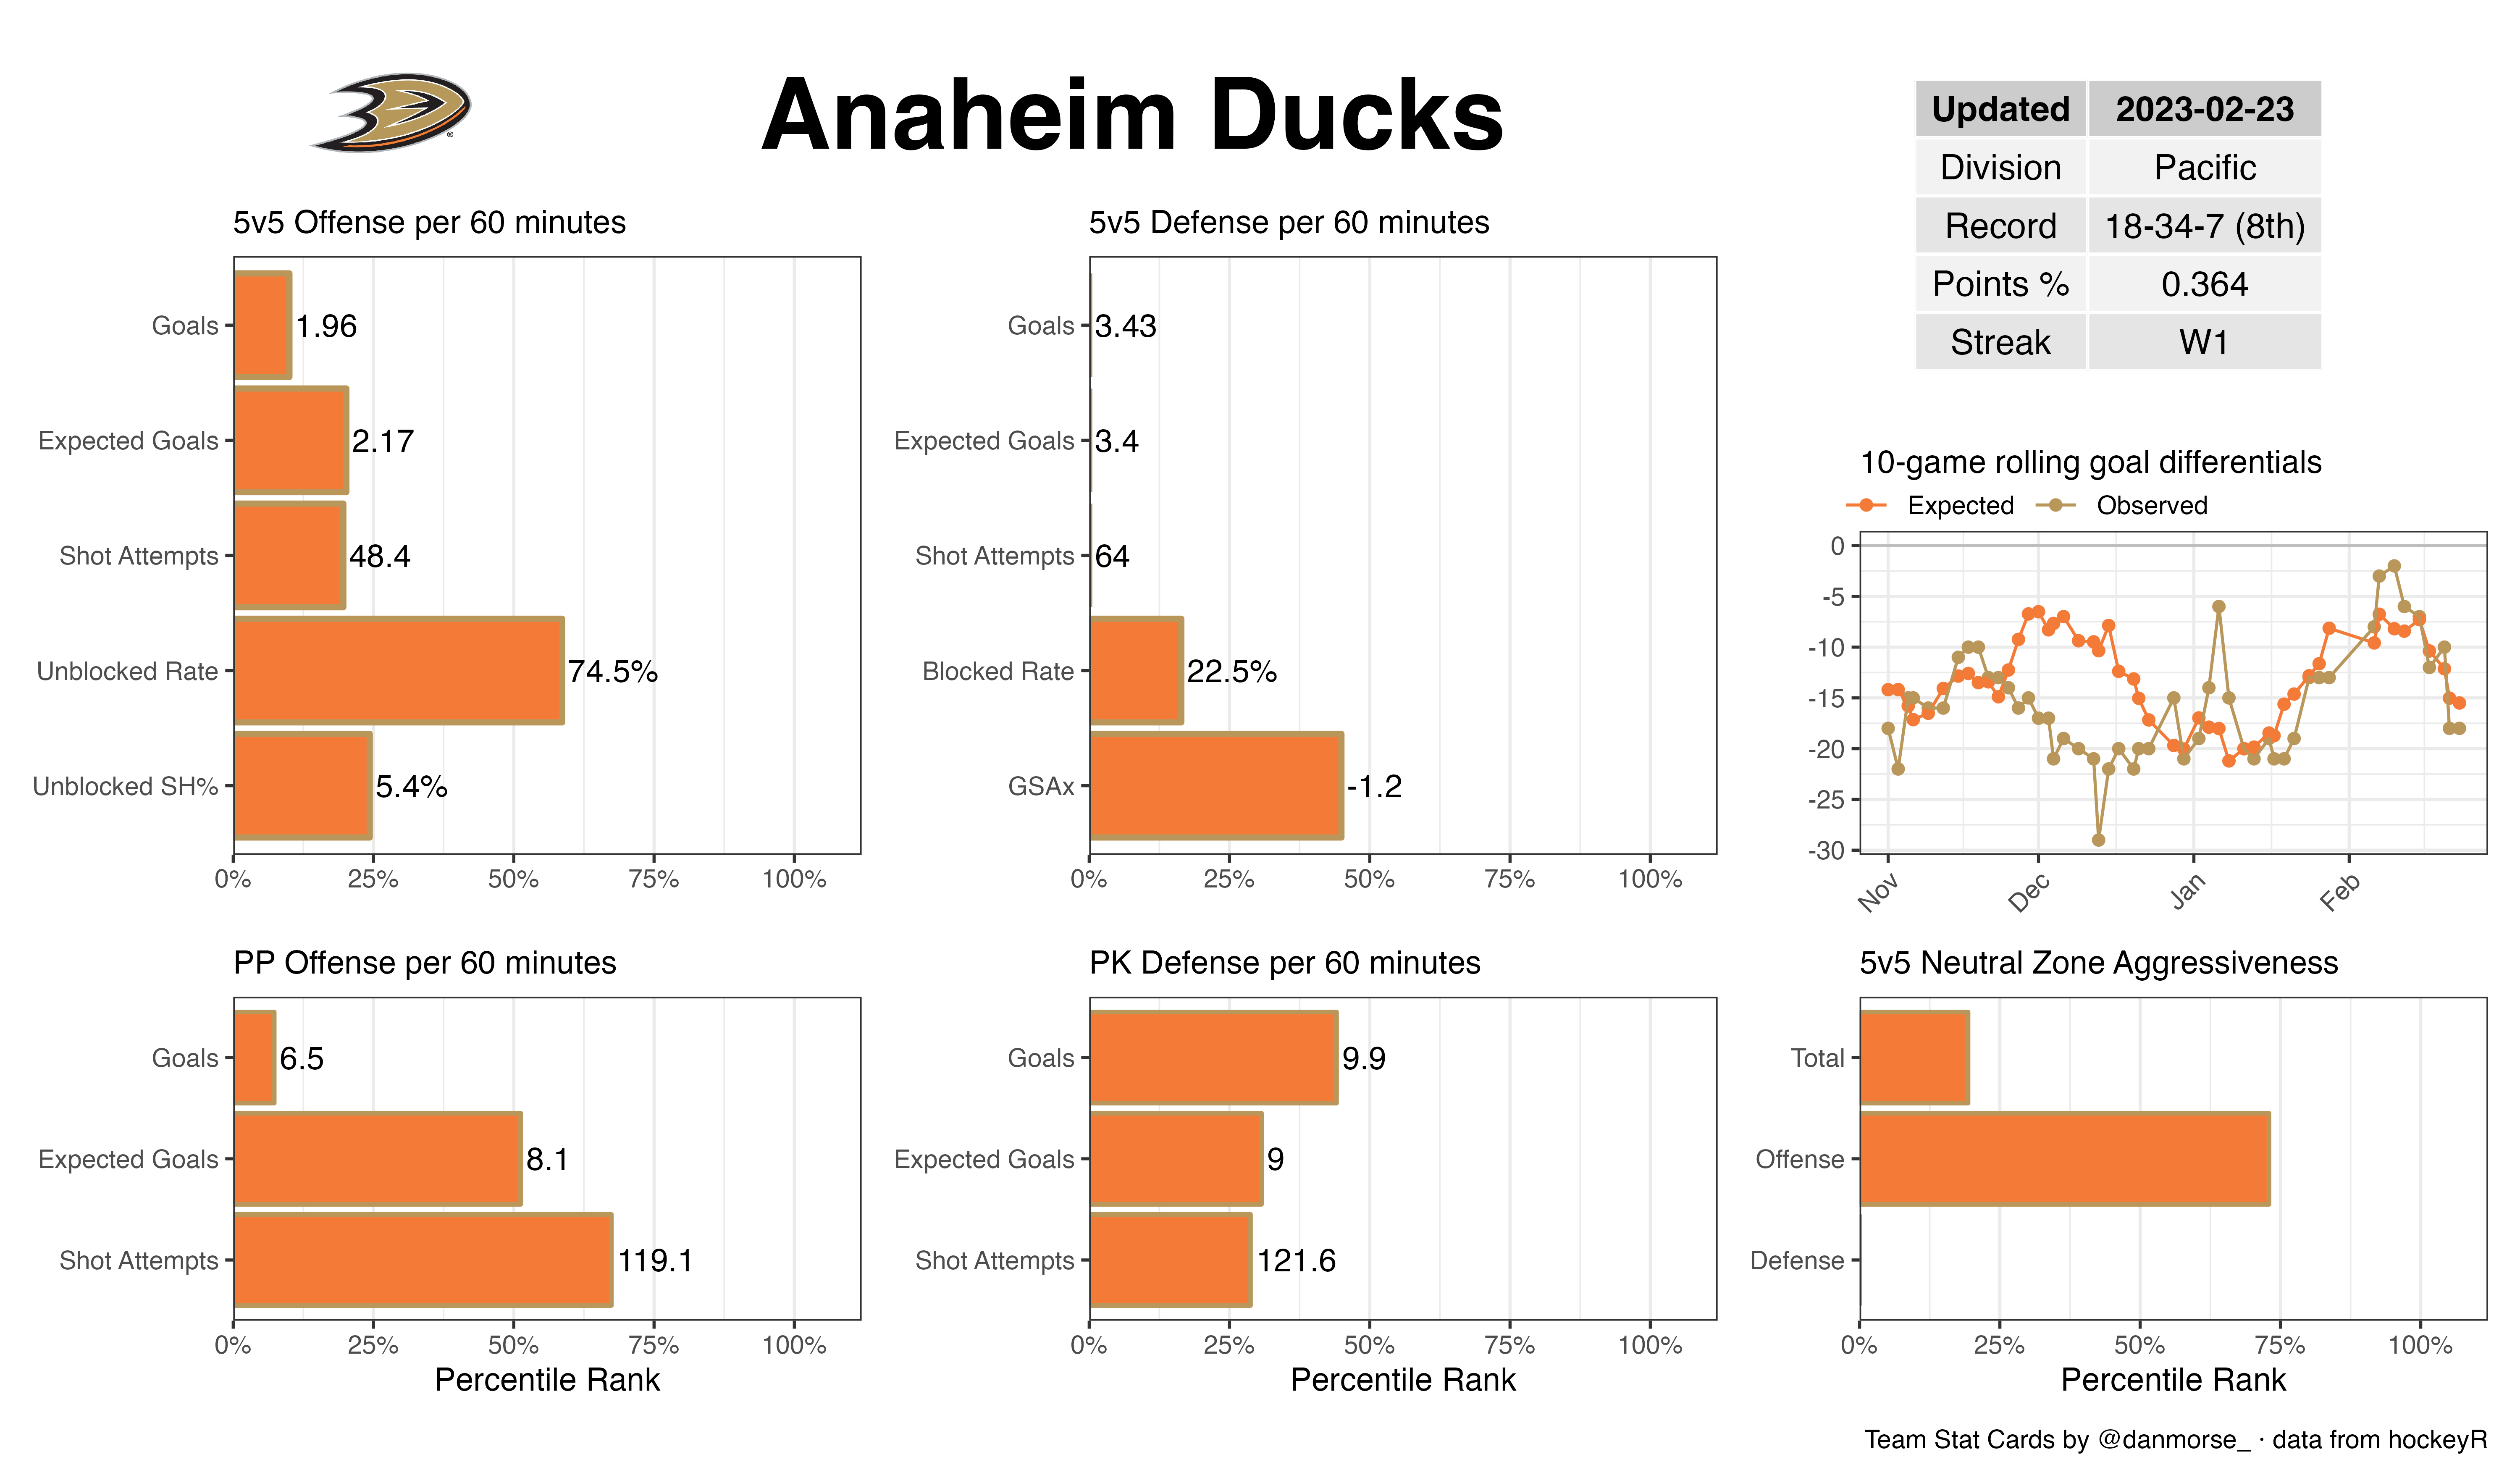 Anaheim Ducks
Updated 2023-02-23
Division Pacific
Record 18-34-7 (8th)
Points % 0.364
Streak W1
5v5 Offense per 60 minutes
Goals 1.96
Expected Goals 2.17
Shot Attempts 48.4
Unblocked Rate 74.5%
Unblocked SH% 5.4%
0% 25% 50% 75% 100%
5v5 Defense per 60 minutes
Goals 3.43
Expected Goals 3.4
Shot Attempts 64
Blocked Rate 22.5%
GSAx -1.2
0% 25% 50% 75% 100%
10-game rolling goal differentials
Expected Observed
0
-5
-10
-15
-20
-25
-30
Nov Dec Jan Feb
PP Offense per 60 minutes
Goals 6.5
Expected Goals 8.1
Shot Attempts 119.1
0% 25% 50% 75% 100%
Percentile Rank
PK Defense per 60 minutes
Goals 9.9
Expected Goals 9
Shot Attempts 121.6
0% 25% 50% 75% 100%
Percentile Rank
5v5 Neutral Zone Aggressiveness
Total
Offense
Defense
0% 25% 50% 75% 100%
Percentile Rank
Team Stat Cards by @danmorse_ · data from hockeyR